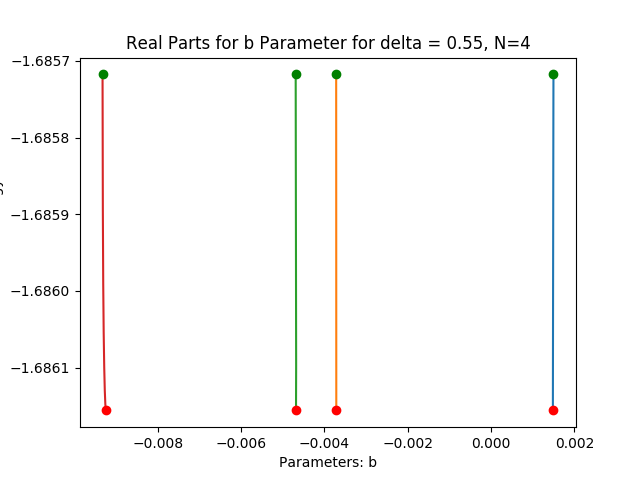 Real Parts for b Parameter for delta = 0.55, N=4
−1.6857
−1.6858
−1.6859
−1.6860
−1.6861
−0.008 −0.006 −0.004 −0.002 0.000 0.002
Parameters: b